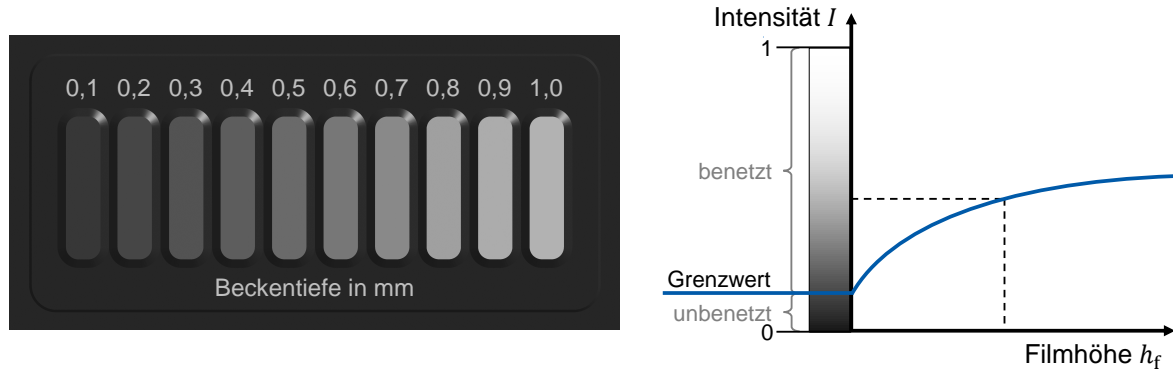 0,1 0,2 0,3 0,4 0,5 0,6 0,7 0,8 0,9 1,0
Beckentiefe in mm
Intensität I
1
benetzt
Grenzwert
unbenetzt
0
Filmhöhe h_f